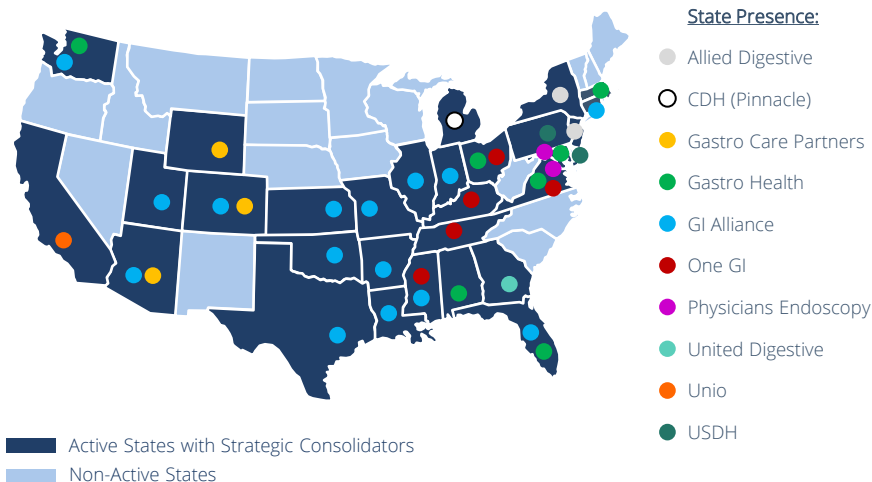 State Presence:
Allied Digestive
CDH (Pinnacle)
Gastro Care Partners
Gastro Health
GI Alliance
One GI
Physicians Endoscopy
United Digestive
Unio
USDH
Active States with Strategic Consolidators
Non-Active States